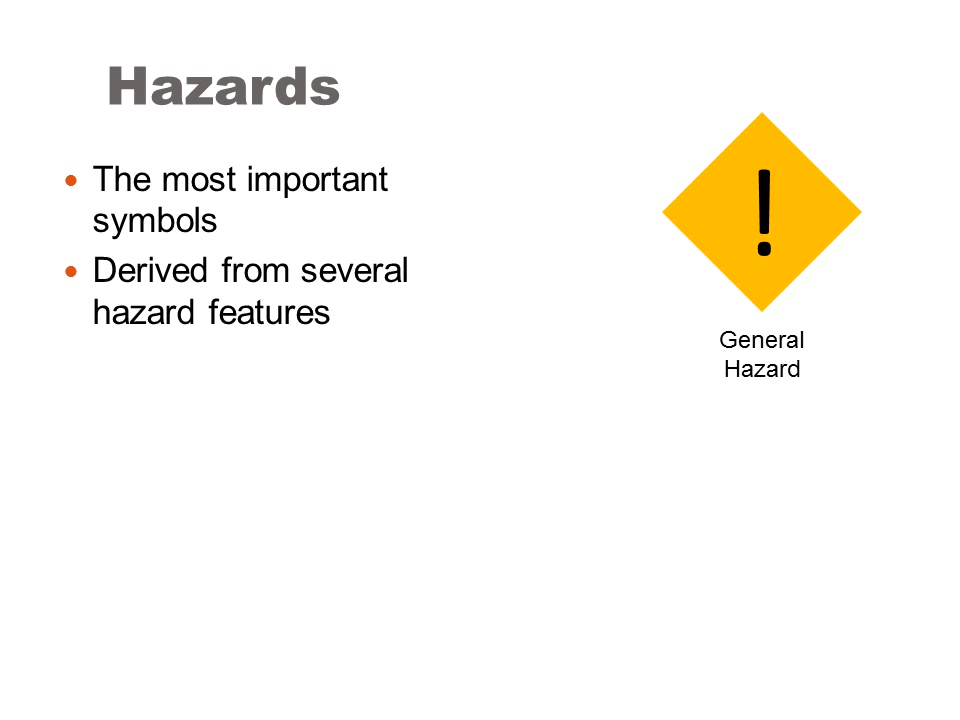 Hazards
• The most important
symbols
• Derived from several
hazard features
!
General
Hazard